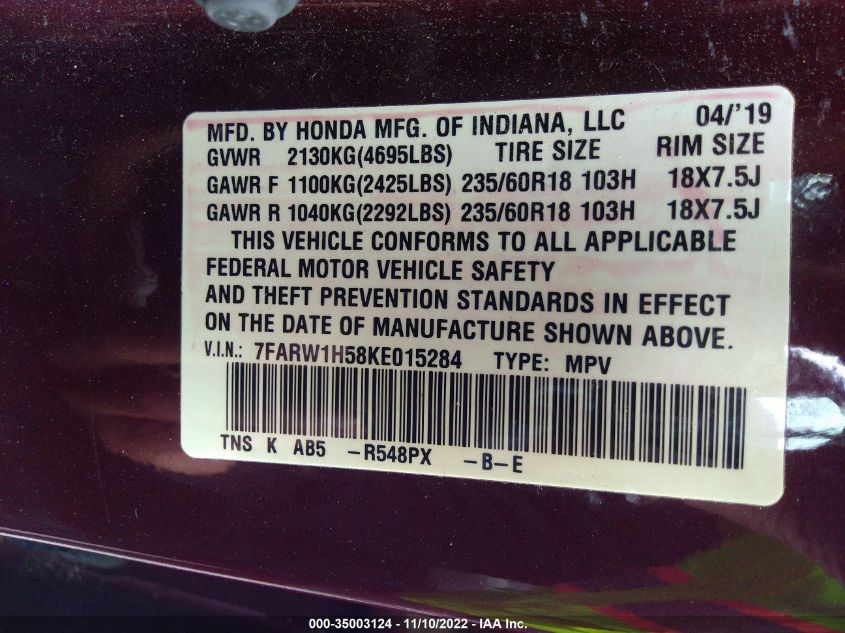 MFD. BY HONDA MFG. OF INDIANA, LLC 04/'19
GVWR 2130KG(4695LBS) TIRE SIZE RIM SIZE
GAWR F 1100KG(2425LBS) 235/60R18 103H 18X7.5J
GAWR R 1040KG(2292LBS) 235/60R18 103H 18X7.5J
THIS VEHICLE CONFORMS TO ALL APPLICABLE
FEDERAL MOTOR VEHICLE SAFETY
AND THEFT PREVENTION STANDARDS IN EFFECT
ON THE DATE OF MANUFACTURE SHOWN ABOVE.
V.I.N.: 7FARW1H58KE015284 TYPE: MPV
TNS K AB5 -R548PX -B-E
000-35003124 - 11/10/2022 - IAA Inc.